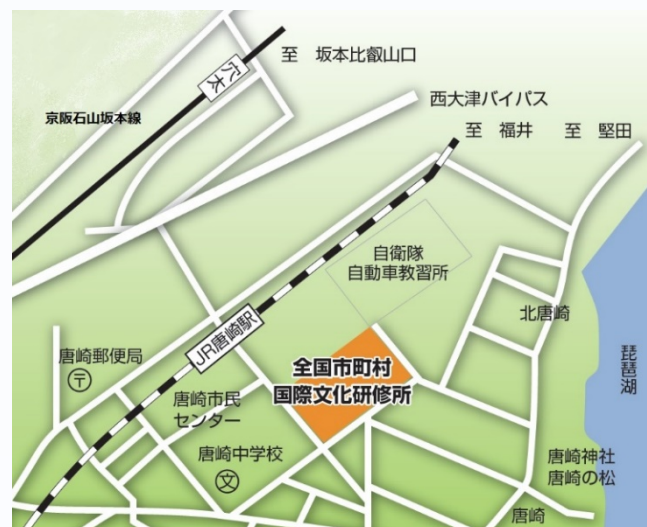 至 坂本比叡山口
穴太
京阪石山坂本線
西大津バイパス
至 福井
至 堅田
自衛隊
自動車教習所
北唐崎
琵琶湖
JR唐崎駅
唐崎郵便局
〒
全国市町村
国際文化研修所
唐崎市民
センター
唐崎中学校
文
唐崎神社
唐崎の松
唐崎